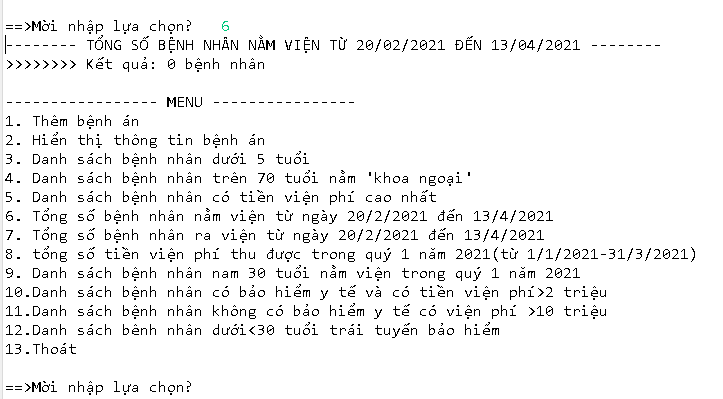 ==>Mời nhập lựa chọn?   6
-------- TỔNG SỐ BỆNH NHÂN NẰM VIỆN TỪ 20/02/2021 ĐẾN 13/04/2021 --------
>>>>>>>> Kết quả: 0 bệnh nhân
----------------- MENU ----------------
1. Thêm bệnh án
2. Hiển thị thông tin bệnh án
3. Danh sách bệnh nhân dưới 5 tuổi
4. Danh sách bệnh nhân trên 70 tuổi nằm 'khoa ngoại'
5. Danh sách bệnh nhân có tiền viện phí cao nhất
6. Tổng số bệnh nhân nằm viện từ ngày 20/2/2021 đến 13/4/2021
7. Tổng số bệnh nhân ra viện từ ngày 20/2/2021 đến 13/4/2021
8. tổng số tiền viện phí thu được trong quý 1 năm 2021(từ 1/1/2021-31/3/2021)
9. Danh sách bệnh nhân nam 30 tuổi nằm viện trong quý 1 năm 2021
10.Danh sách bệnh nhân có bảo hiểm y tế và có tiền viện phí>2 triệu
11.Danh sách bệnh nhân không có bảo hiểm y tế có viện phí >10 triệu
12.Danh sách bênh nhân dưới<30 tuổi trái tuyến bảo hiểm
13.Thoát
==>Mời nhập lựa chọn?